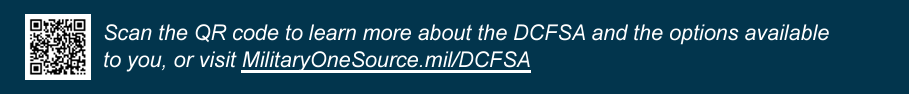 Scan the QR code to learn more about the DCFSA and the options available
to you, or visit MilitaryOneSource.mil/DCFSA